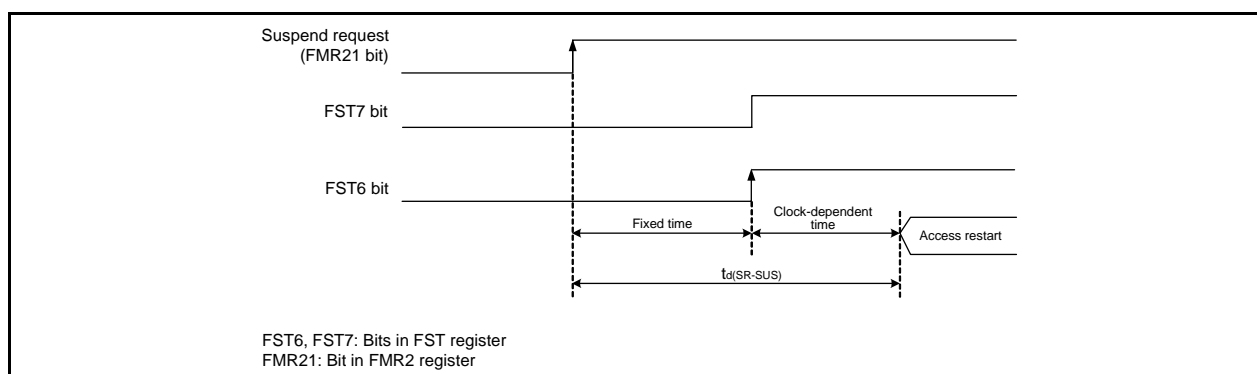 Suspend request
(FMR21 bit)
FST7 bit
FST6 bit
Fixed time
Clock-dependent
time
Access restart
td(SR-SUS)
FST6, FST7: Bits in FST register
FMR21: Bit in FMR2 register